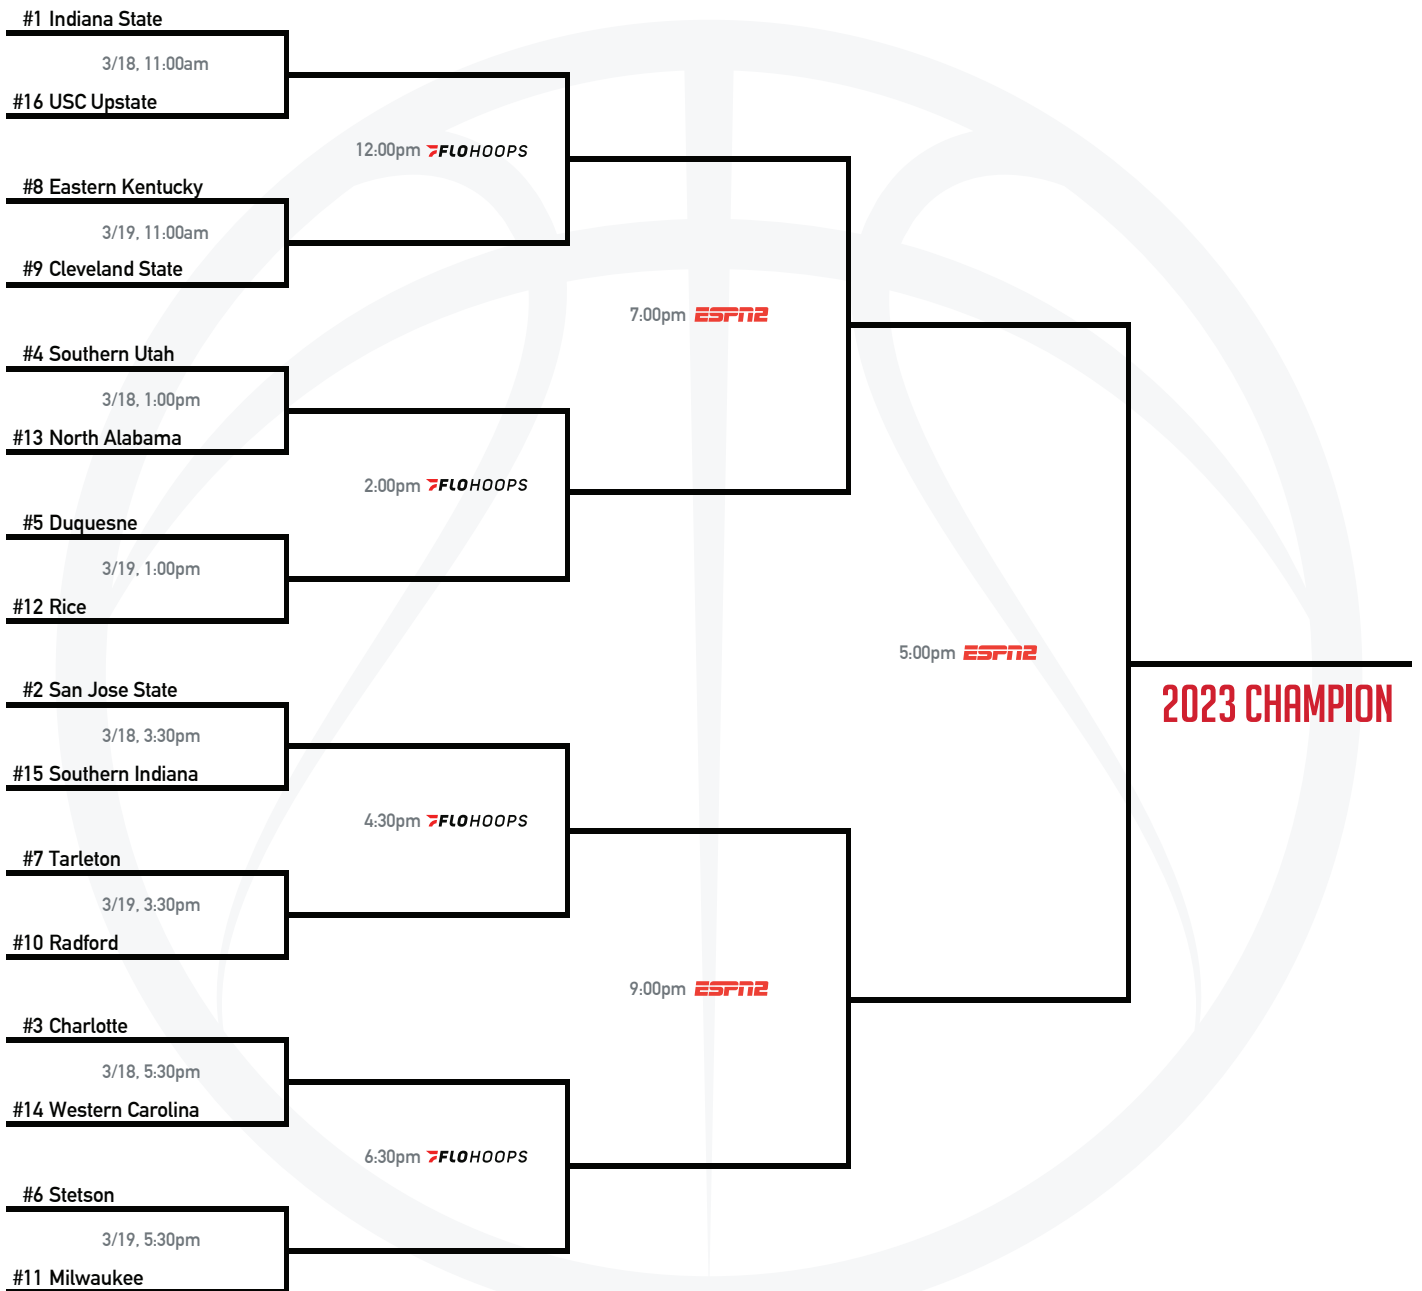 #1 Indiana State
3/18, 11:00am
#16 USC Upstate
12:00pm FLOHOOPS
#8 Eastern Kentucky
3/19, 11:00am
#9 Cleveland State
7:00pm ESPN2
#4 Southern Utah
3/18, 1:00pm
#13 North Alabama
2:00pm FLOHOOPS
#5 Duquesne
3/19, 1:00pm
#12 Rice
5:00pm ESPN2
2023 CHAMPION
#2 San Jose State
3/18, 3:30pm
#15 Southern Indiana
4:30pm FLOHOOPS
#7 Tarleton
3/19, 3:30pm
#10 Radford
9:00pm ESPN2
#3 Charlotte
3/18, 5:30pm
#14 Western Carolina
6:30pm FLOHOOPS
#6 Stetson
3/19, 5:30pm
#11 Milwaukee